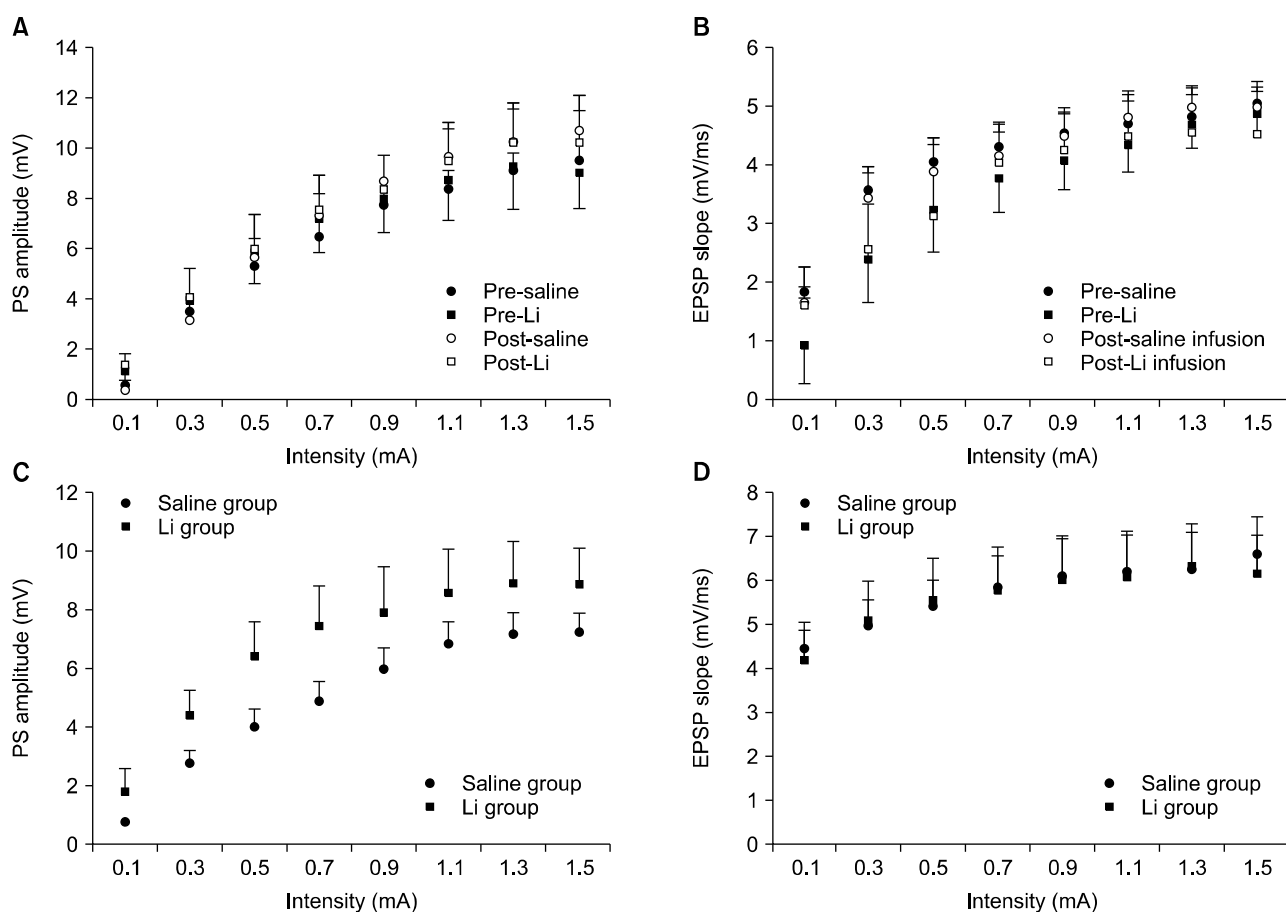 A
14
12
10
8
6
4
2
0
PS amplitude (mV)
Pre-saline
Pre-Li
Post-saline
Post-Li
0.1 0.3 0.5 0.7 0.9 1.1 1.3 1.5
Intensity (mA)
B
6
5
4
3
2
1
0
EPSP slope (mV/ms)
Pre-saline
Pre-Li
Post-saline infusion
Post-Li infusion
0.1 0.3 0.5 0.7 0.9 1.1 1.3 1.5
Intensity (mA)
C
12
10
8
6
4
2
0
PS amplitude (mV)
Saline group
Li group
Saline group
Li group
0.1 0.3 0.5 0.7 0.9 1.1 1.3 1.5
Intensity (mA)
D
8
7
6
5
4
3
2
1
0
EPSP slope (mV/ms)
Saline group
Li group
Saline group
Li group
0.1 0.3 0.5 0.7 0.9 1.1 1.3 1.5
Intensity (mA)